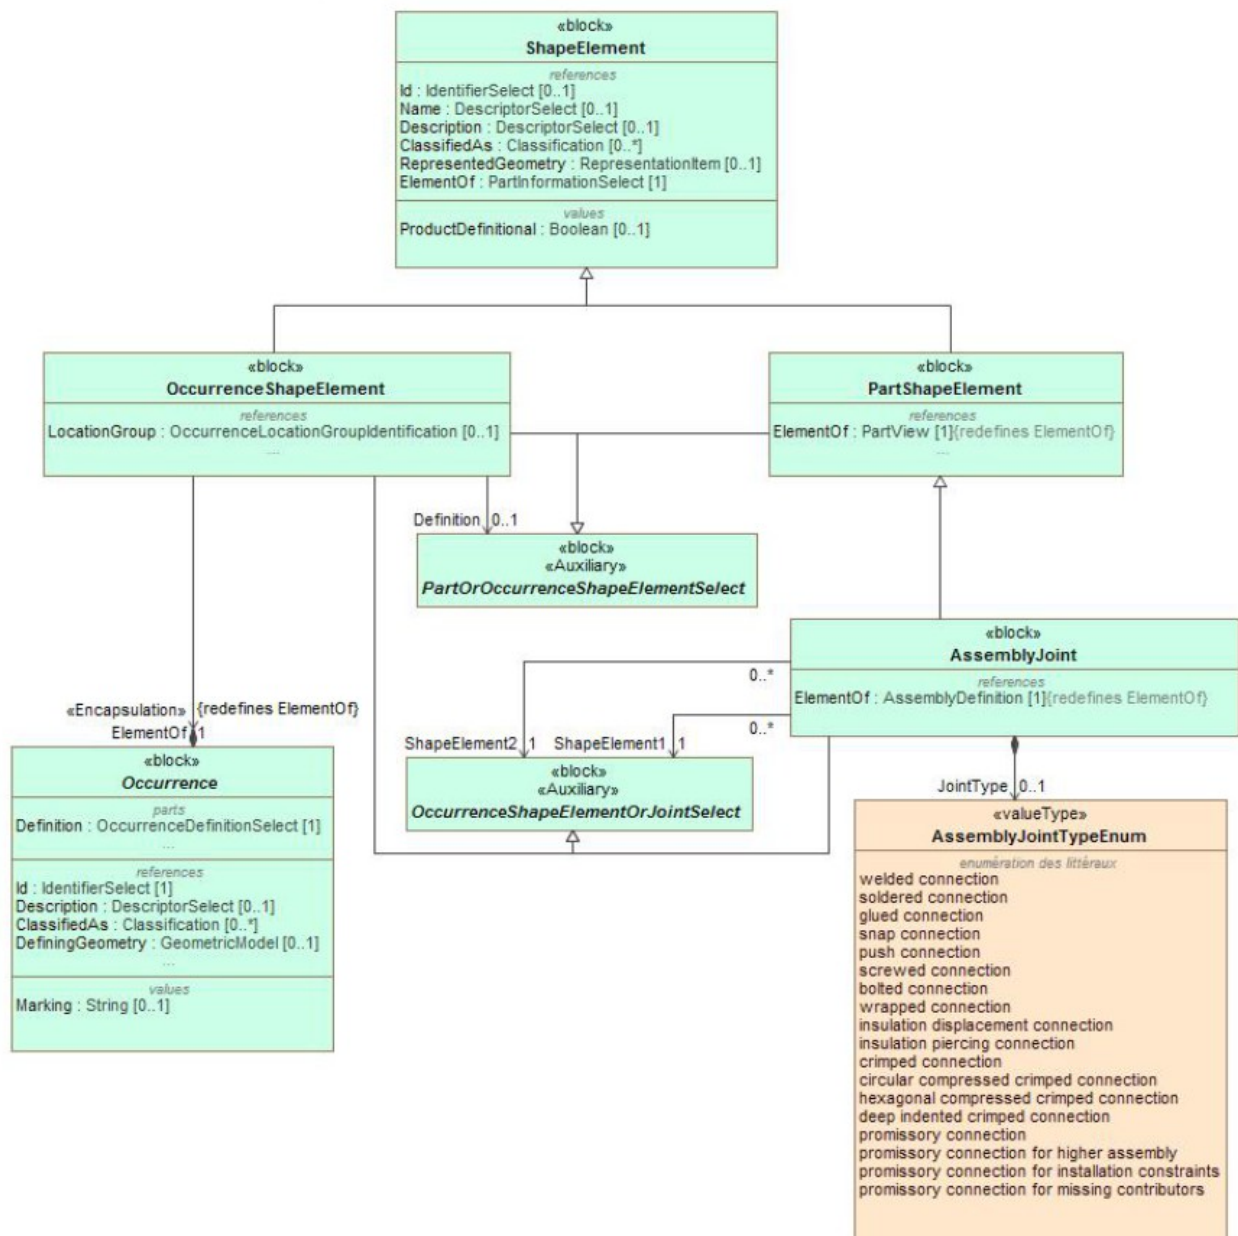 «block»
ShapeElement
references
Id : IdentifierSelect [0..1]
Name : DescriptorSelect [0..1]
Description : DescriptorSelect [0..1]
ClassifiedAs : Classification [0..*]
RepresentedGeometry : RepresentationItem [0..1]
ElementOf : PartInformationSelect [1]
values
ProductDefinitional : Boolean [0..1]
«block»
OccurrenceShapeElement
references
LocationGroup : OccurrenceLocationGroupIdentification [0..1]
...
«block»
PartShapeElement
references
ElementOf : PartView [1]{redefines ElementOf}
...
Definition 0..1
«block»
«Auxiliary»
PartOrOccurrenceShapeElementSelect
«block»
AssemblyJoint
references
ElementOf : AssemblyDefinition [1]{redefines ElementOf}
0..*
0..*
«Encapsulation» {redefines ElementOf}
ElementOf 1
ShapeElement2 1
ShapeElement1 1
«block»
Occurrence
parts
Definition : OccurrenceDefinitionSelect [1]
...
references
Id : IdentifierSelect [1]
Description : DescriptorSelect [0..1]
ClassifiedAs : Classification [0..*]
DefiningGeometry : GeometricModel [0..1]
...
values
Marking : String [0..1]
«block»
«Auxiliary»
OccurrenceShapeElementOrJointSelect
JointType 0..1
«valueType»
AssemblyJointTypeEnum
enumération des littéraux
welded connection
soldered connection
glued connection
snap connection
push connection
screwed connection
bolted connection
wrapped connection
insulation displacement connection
insulation piercing connection
crimped connection
circular compressed crimped connection
hexagonal compressed crimped connection
deep indented crimped connection
promissory connection
promissory connection for higher assembly
promissory connection for installation constraints
promissory connection for missing contributors